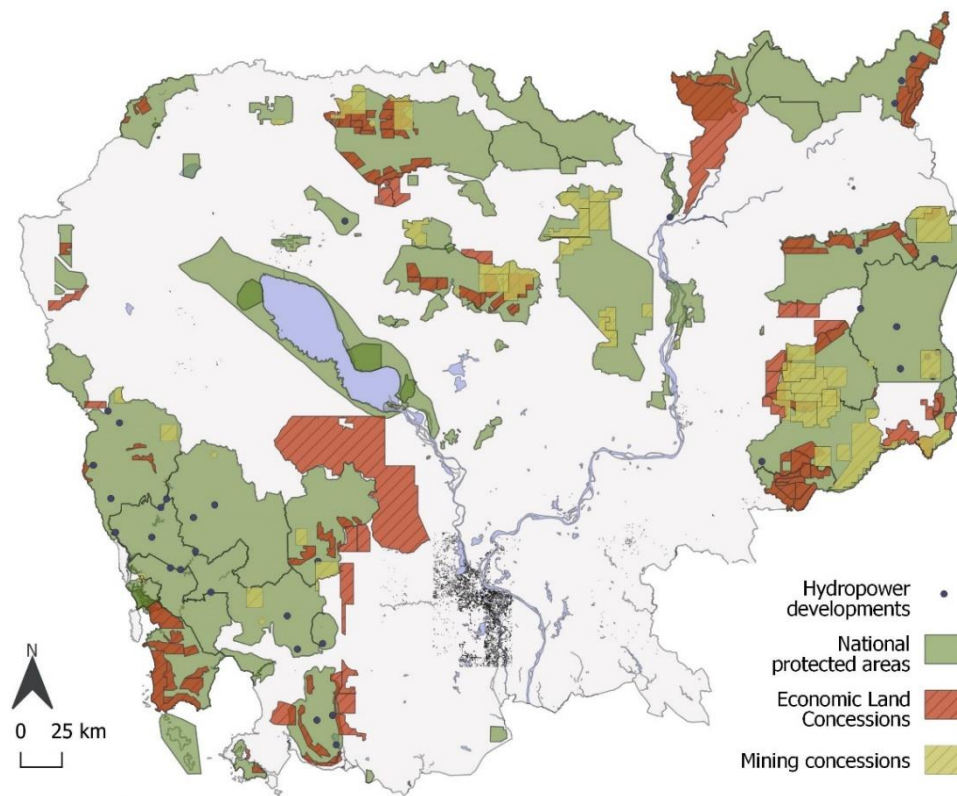 Hydropower
developments
National
protected areas
Economic Land
Concessions
Mining concessions
N
0 25 km